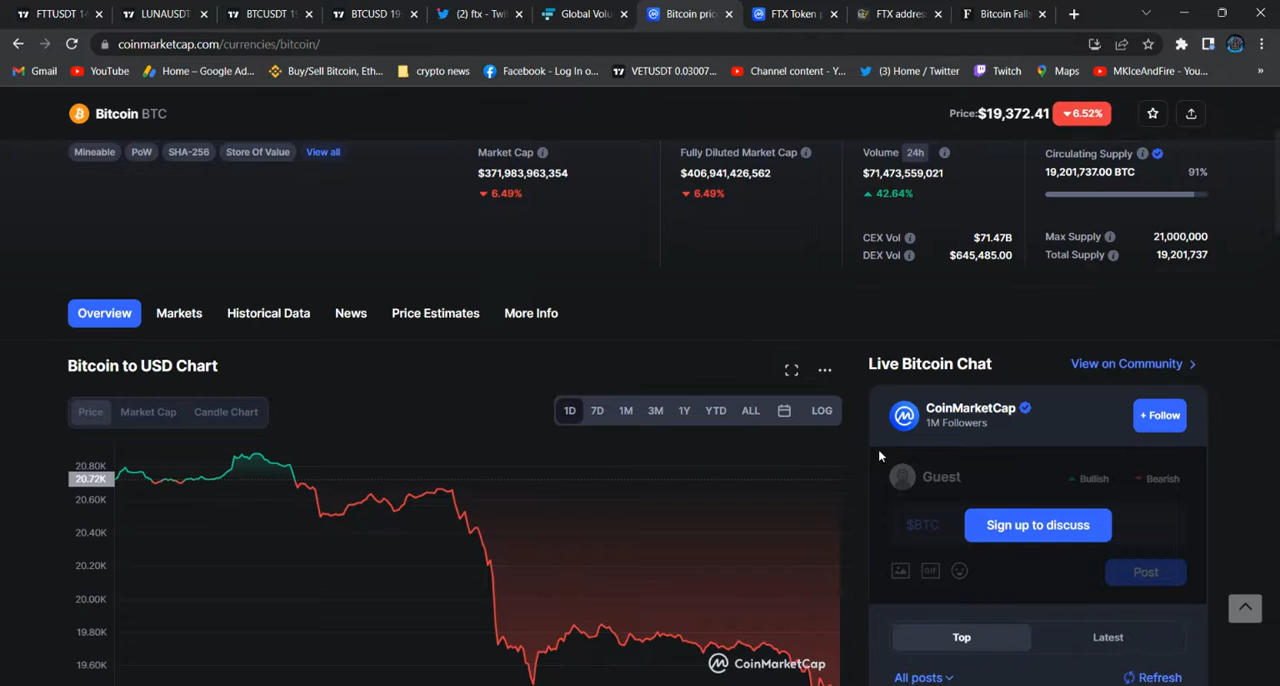 FTTUSDT 14
LUNAUSDT
BTCUSDT 19
BTCUSD 19
(2) ftx - Twi
Global Volu
Bitcoin pric
FTX Token p
FTX addres
Bitcoin Falls
coinmarketcap.com/currencies/bitcoin/
Gmail
YouTube
Home – Google Ad...
Buy/Sell Bitcoin, Eth...
crypto news
Facebook - Log In o...
VETUSDT 0.03007...
Channel content - Y...
(3) Home / Twitter
Twitch
Maps
MKIceAndFire - You...
»
Bitcoin BTC
Price:$19,372.41 6.52%
Mineable
PoW
SHA-256
Store Of Value
View all
Market Cap
$371,983,963,354
6.49%
Fully Diluted Market Cap
$406,941,426,562
6.49%
Volume 24h
$71,473,559,021
42.64%
CEX Vol $71.47B
DEX Vol $645,485.00
Circulating Supply
19,201,737.00 BTC 91%
Max Supply 21,000,000
Total Supply 19,201,737
Overview
Markets
Historical Data
News
Price Estimates
More Info
Bitcoin to USD Chart
Price
Market Cap
Candle Chart
1D
7D
1M
3M
1Y
YTD
ALL
LOG
20.80K
20.72K
20.60K
20.40K
20.20K
20.00K
19.80K
19.60K
CoinMarketCap
Live Bitcoin Chat
View on Community
CoinMarketCap
1M Followers
+ Follow
Guest
Bullish
Bearish
$BTC
Sign up to discuss
GIF
Post
Top
Latest
All posts
Refresh